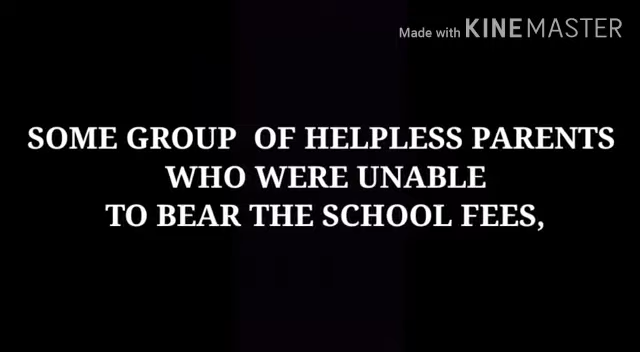 Made with KINEMASTER
SOME GROUP OF HELPLESS PARENTS
WHO WERE UNABLE
TO BEAR THE SCHOOL FEES,